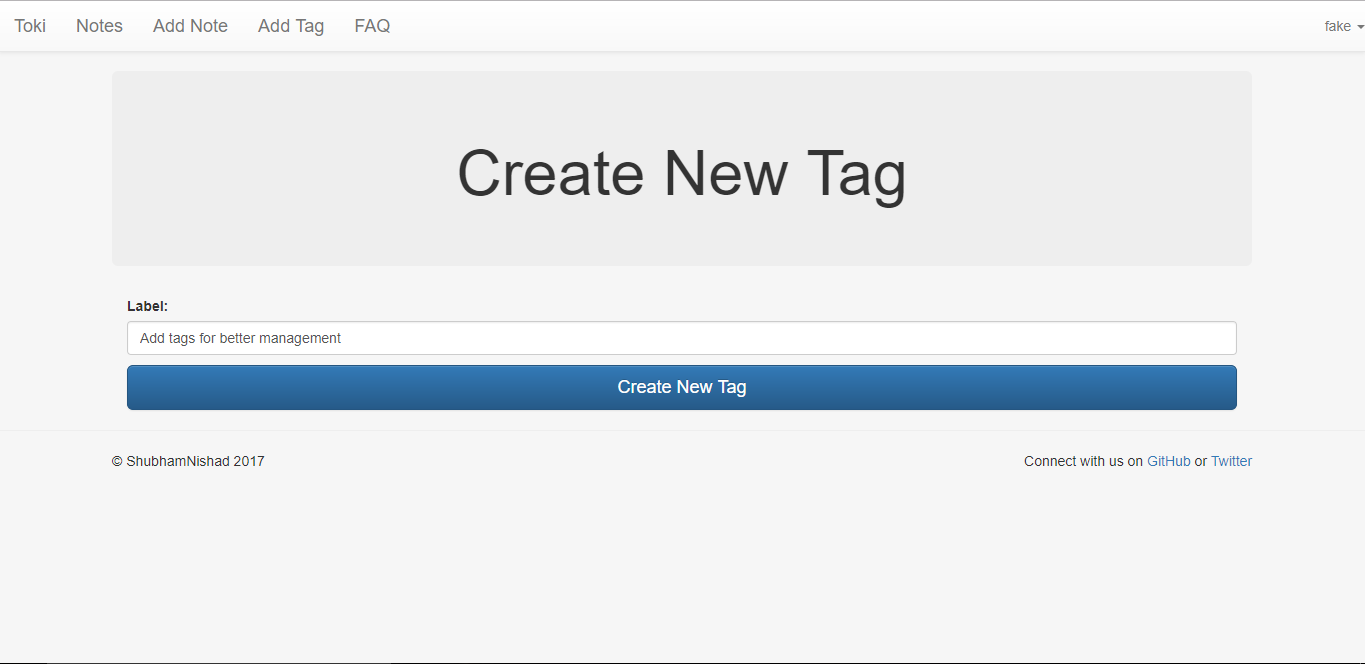 Toki Notes Add Note Add Tag FAQ fake
Create New Tag
Label:
Add tags for better management
Create New Tag
© ShubhamNishad 2017 Connect with us on GitHub or Twitter